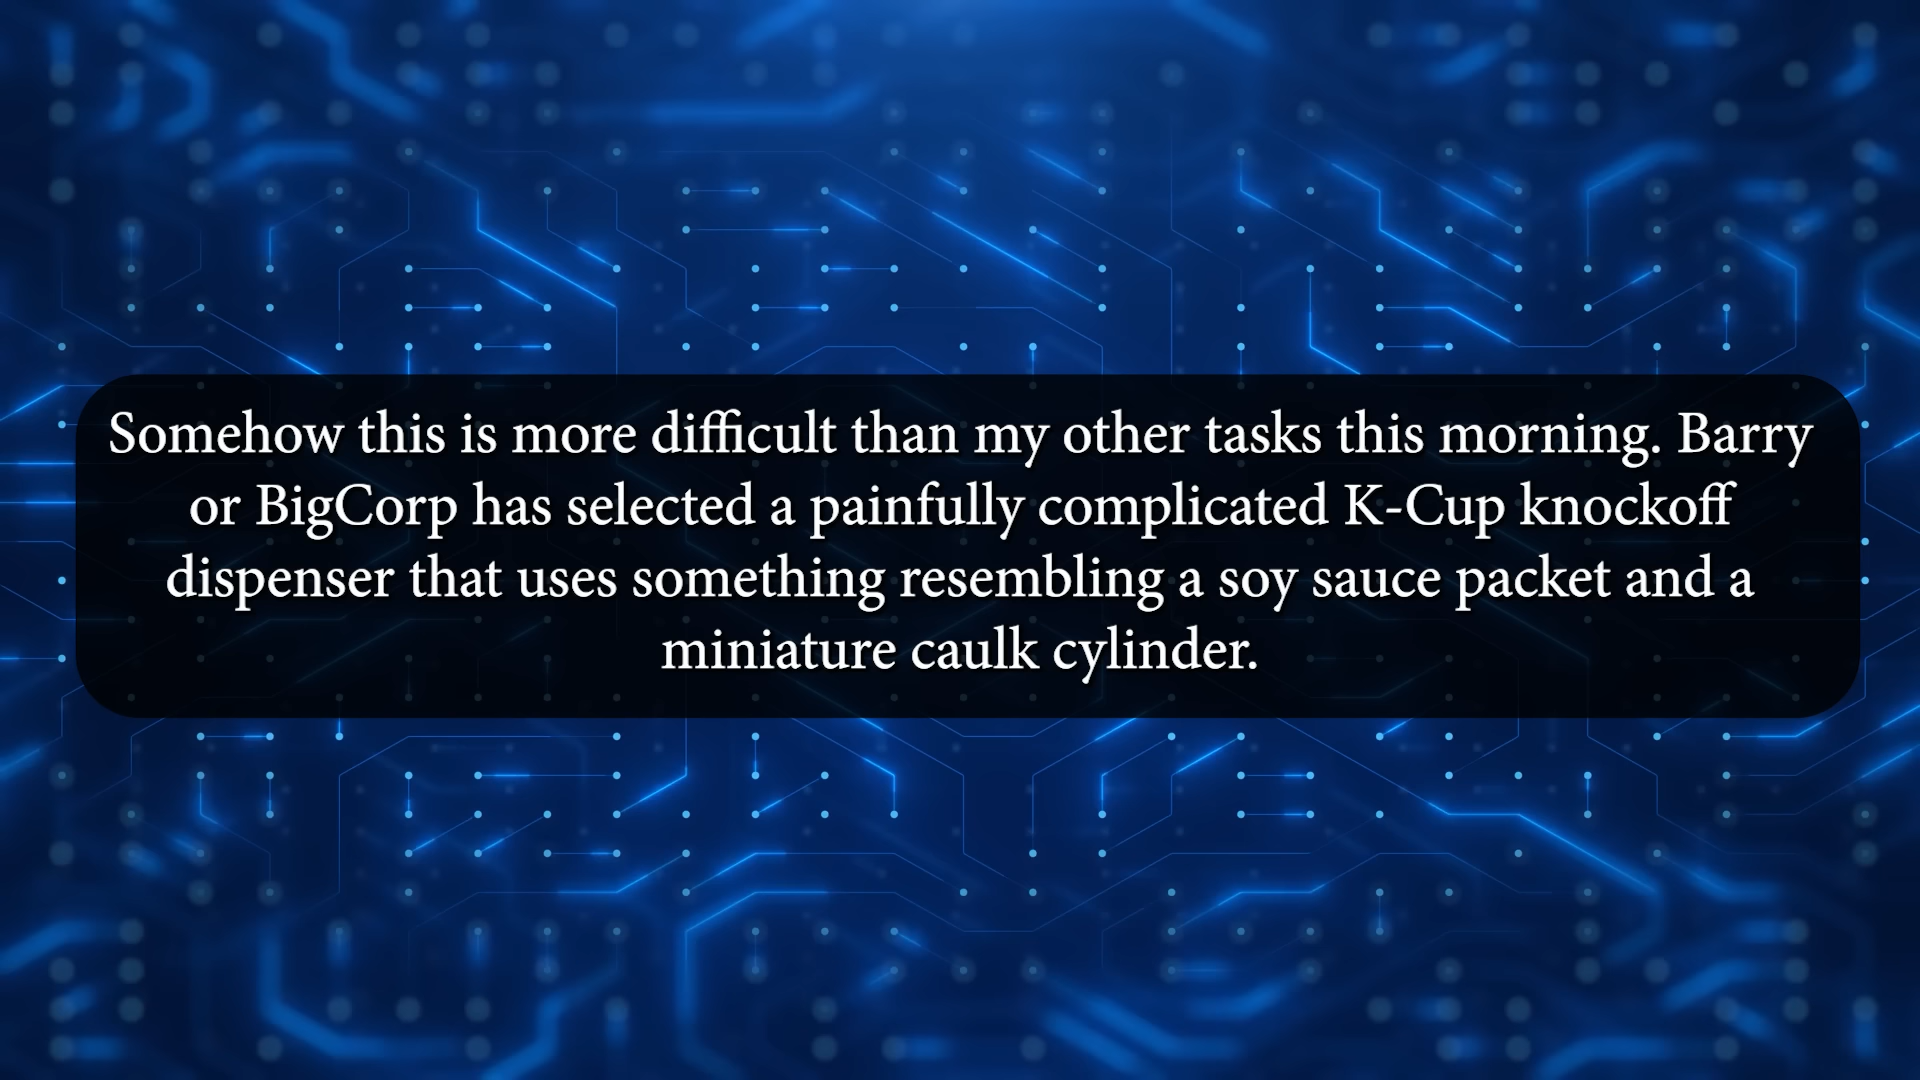 Somehow this is more difficult than my other tasks this morning. Barry
or BigCorp has selected a painfully complicated K-Cup knockoff
dispenser that uses something resembling a soy sauce packet and a
miniature caulk cylinder.